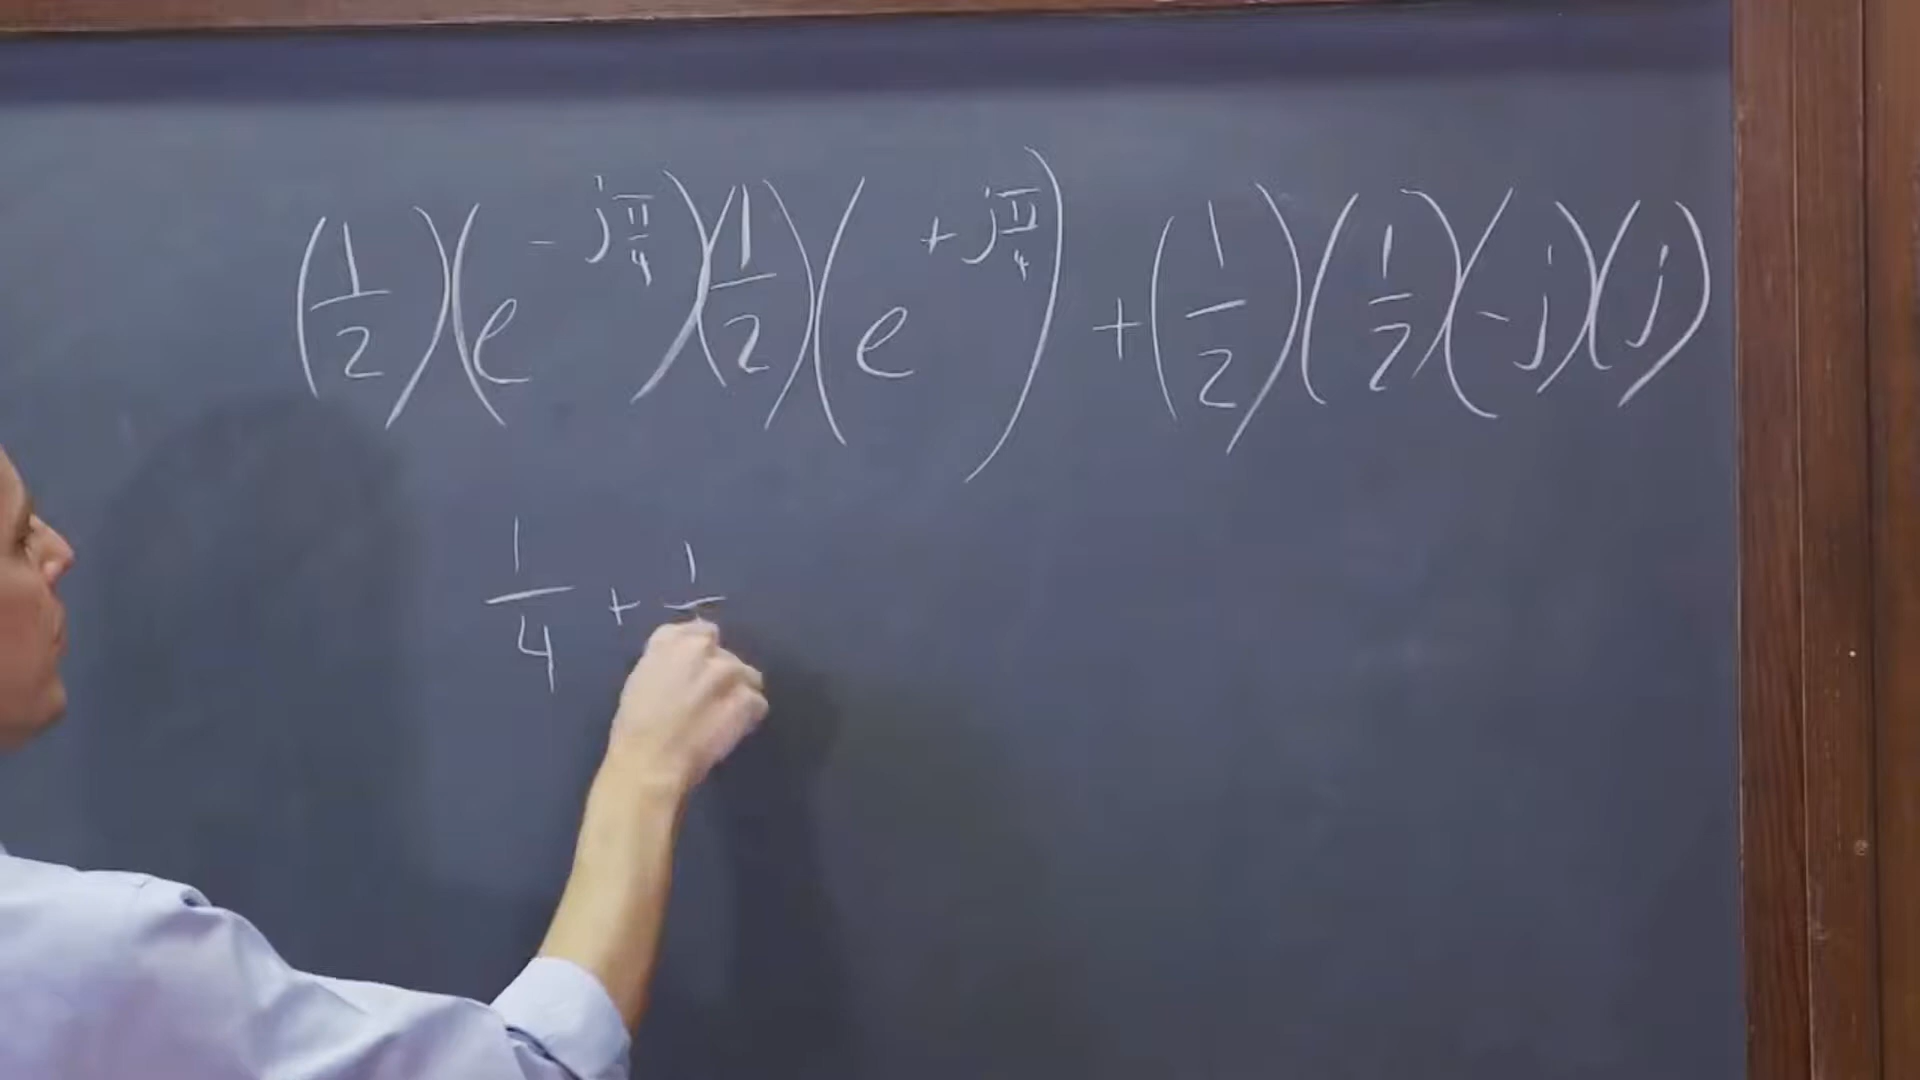 (1/2)(e^{-jπ/4})(1/2)(e^{+jπ/4}) + (1/2)(1/2)(-j)(j)
1/4 + 1/